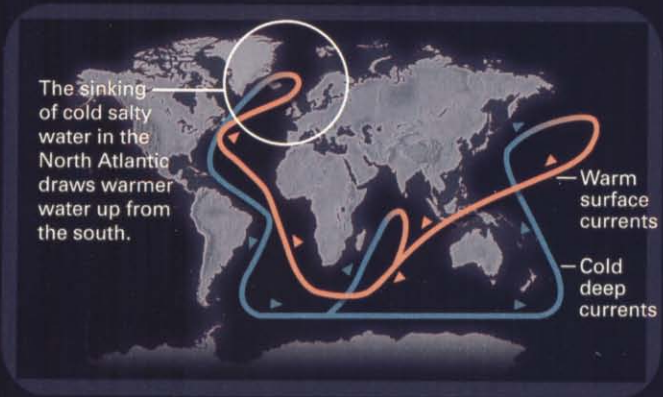 The sinking
of cold salty
water in the
North Atlantic
draws warmer
water up from
the south.
Warm
surface
currents
Cold
deep
currents